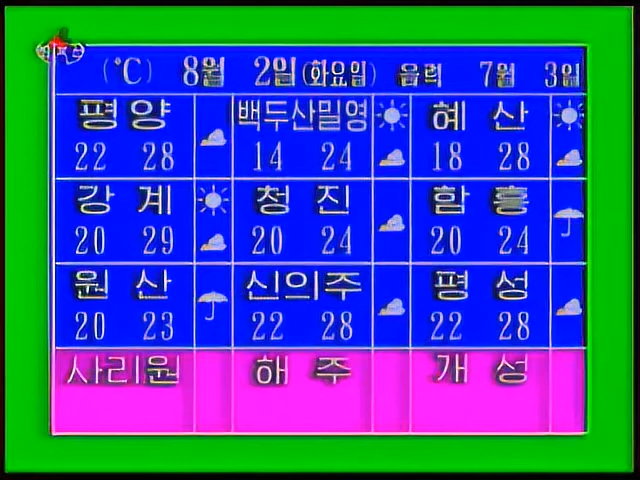 (℃) 8월 2일(화요일) 음력 7월 3일
평양 백두산밀영 혜산
22 28 14 24 18 28
강계 청진 함흥
20 29 20 24 20 24
원산 신의주 평성
20 23 22 28 22 28
사리원 해주 개성